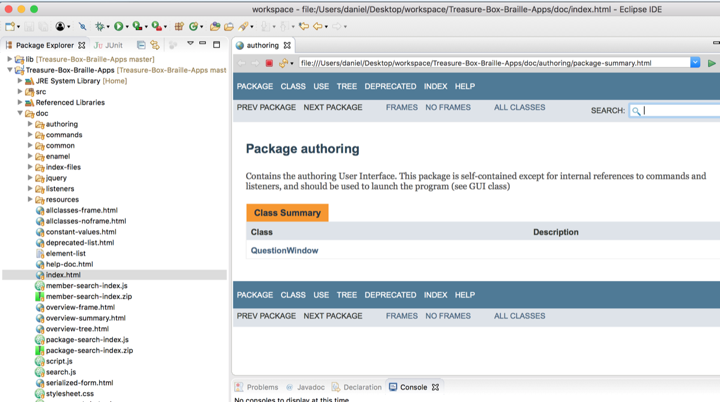 workspace - file:/Users/daniel/Desktop/workspace/Treasure-Box-Braille-Apps/doc/index.html - Eclipse IDE
Package Explorer
JUnit
lib [Treasure-Box-Braille-Apps master]
Treasure-Box-Braille-Apps [Treasure-Box-Braille-Apps mast
JRE System Library [Home]
src
Referenced Libraries
doc
authoring
commands
common
enamel
index-files
jquery
listeners
resources
allclasses-frame.html
allclasses-noframe.html
constant-values.html
deprecated-list.html
element-list
help-doc.html
index.html
member-search-index.js
member-search-index.zip
overview-frame.html
overview-summary.html
overview-tree.html
package-search-index.js
package-search-index.zip
script.js
search.js
serialized-form.html
stylesheet.css
authoring
file:///Users/daniel/Desktop/workspace/Treasure-Box-Braille-Apps/doc/authoring/package-summary.html
PACKAGE CLASS USE TREE DEPRECATED INDEX HELP
PREV PACKAGE NEXT PACKAGE FRAMES NO FRAMES ALL CLASSES
SEARCH:
Package authoring
Contains the authoring User Interface. This package is self-contained except for internal references to commands and
listeners, and should be used to launch the program (see GUI class)
Class Summary
Class Description
QuestionWindow
PACKAGE CLASS USE TREE DEPRECATED INDEX HELP
PREV PACKAGE NEXT PACKAGE FRAMES NO FRAMES ALL CLASSES
Problems Javadoc Declaration Console
No consoles to display at this time.